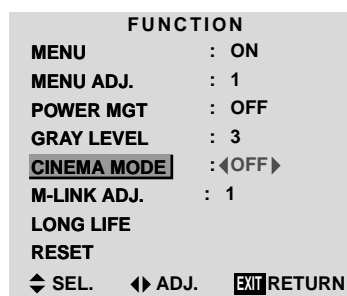 FUNCTION
MENU : ON
MENU ADJ. : 1
POWER MGT : OFF
GRAY LEVEL : 3
CINEMA MODE : ◀OFF▶
M-LINK ADJ. : 1
LONG LIFE
RESET
SEL. ADJ. EXIT RETURN